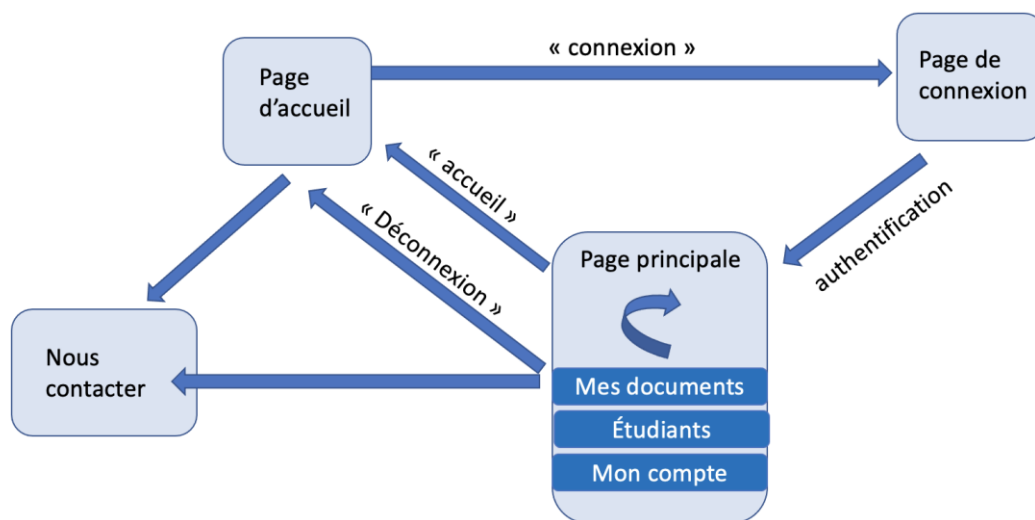 « connexion »
Page
d’accueil
Page de
connexion
« accueil »
« Déconnexion »
authentification
Page principale
Nous
contacter
Mes documents
Étudiants
Mon compte